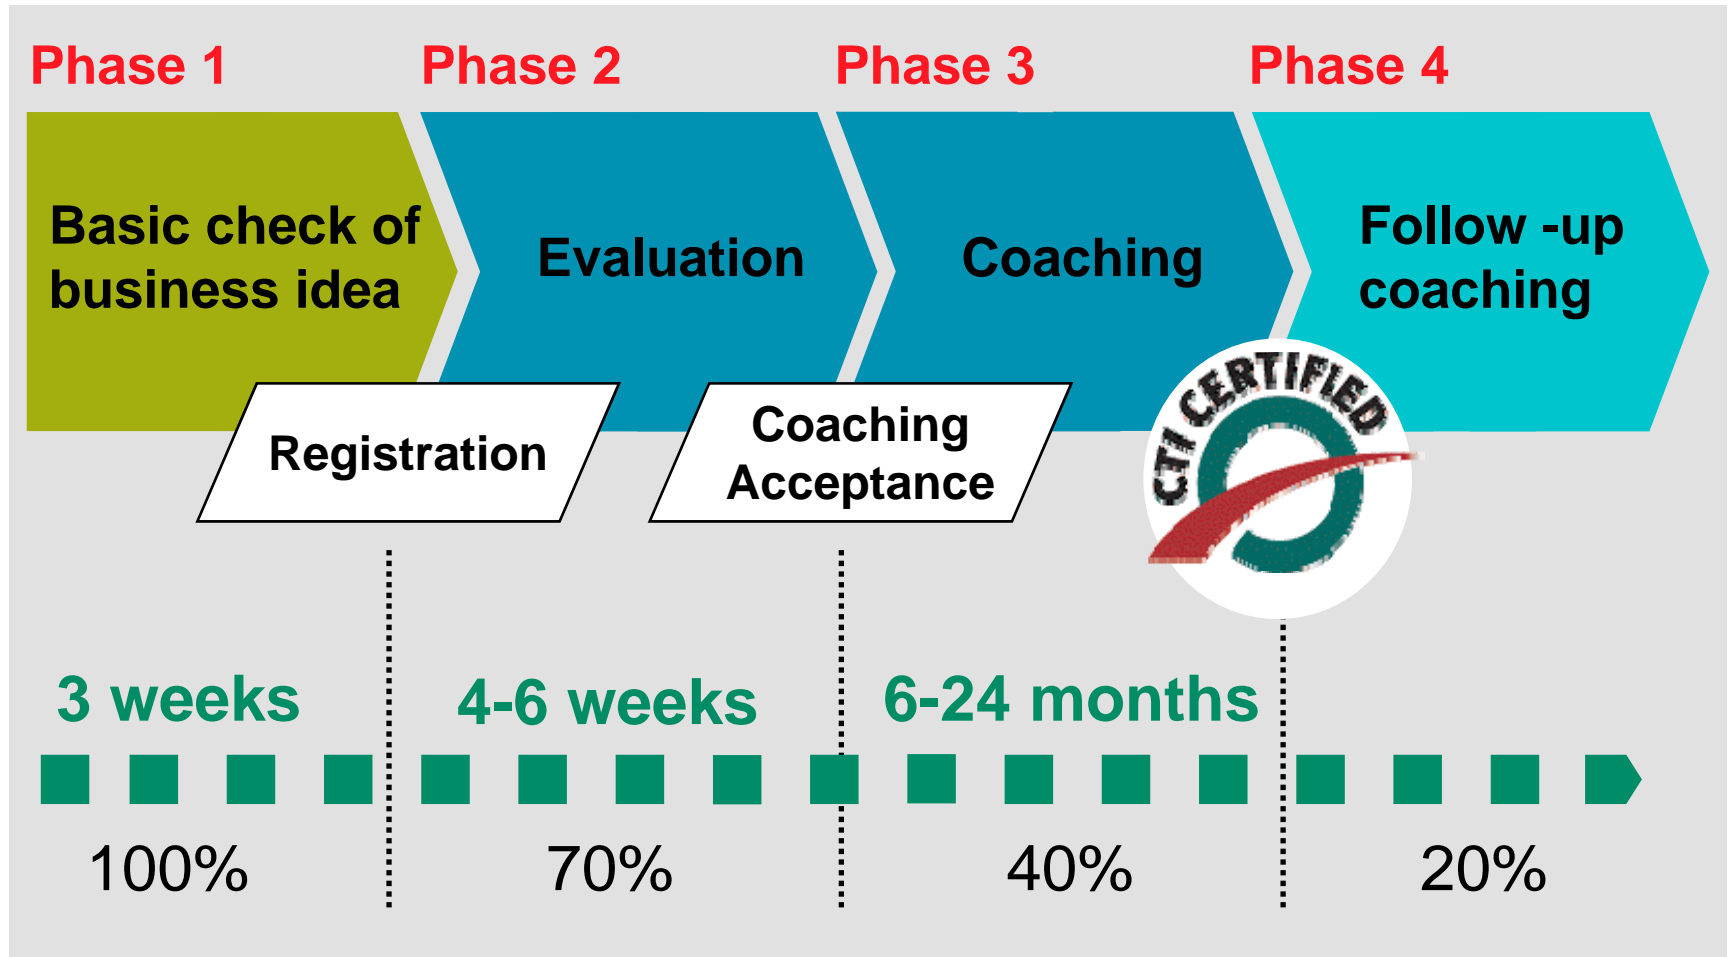 Phase 1
Phase 2
Phase 3
Phase 4
Basic check of
business idea
Evaluation
Coaching
Follow -up
coaching
Registration
Coaching
Acceptance
CTI CERTIFIED
3 weeks
4-6 weeks
6-24 months
100%
70%
40%
20%